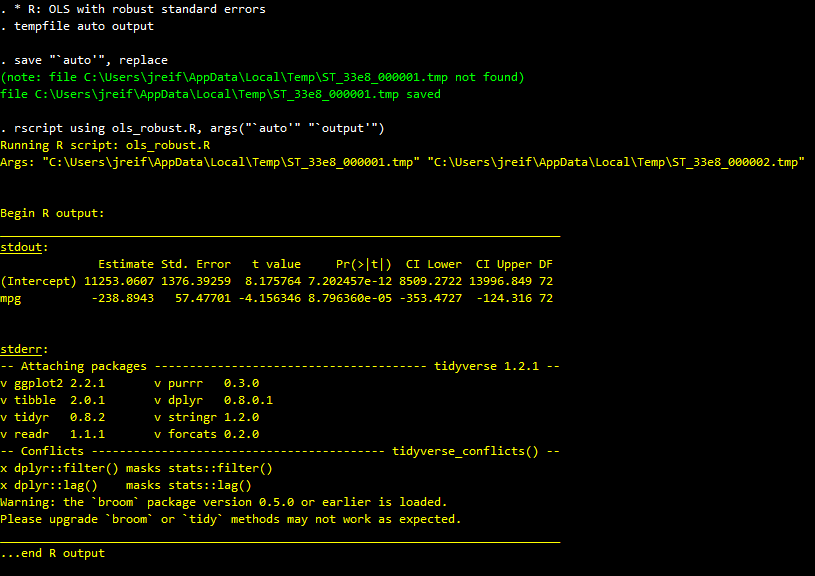 . * R: OLS with robust standard errors
. tempfile auto output
. save "`auto'", replace
(note: file C:\Users\jreif\AppData\Local\Temp\ST_33e8_000001.tmp not found)
file C:\Users\jreif\AppData\Local\Temp\ST_33e8_000001.tmp saved
. rscript using ols_robust.R, args("`auto'" "`output'")
Running R script: ols_robust.R
Args: "C:\Users\jreif\AppData\Local\Temp\ST_33e8_000001.tmp" "C:\Users\jreif\AppData\Local\Temp\ST_33e8_000002.tmp"
Begin R output:
stdout:
              Estimate Std. Error   t value     Pr(>|t|)  CI Lower  CI Upper DF
(Intercept) 11253.0607 1376.39259  8.175764 7.202457e-12 8509.2722 13996.849 72
mpg          -238.8943   57.47701 -4.156346 8.796360e-05 -353.4727  -124.316 72
stderr:
-- Attaching packages --------------------------------------- tidyverse 1.2.1 --
v ggplot2 2.2.1       v purrr   0.3.0
v tibble  2.0.1       v dplyr   0.8.0.1
v tidyr   0.8.2       v stringr 1.2.0
v readr   1.1.1       v forcats 0.2.0
-- Conflicts ------------------------------------------ tidyverse_conflicts() --
x dplyr::filter() masks stats::filter()
x dplyr::lag()    masks stats::lag()
Warning: the `broom` package version 0.5.0 or earlier is loaded.
Please upgrade `broom` or `tidy` methods may not work as expected.
...end R output